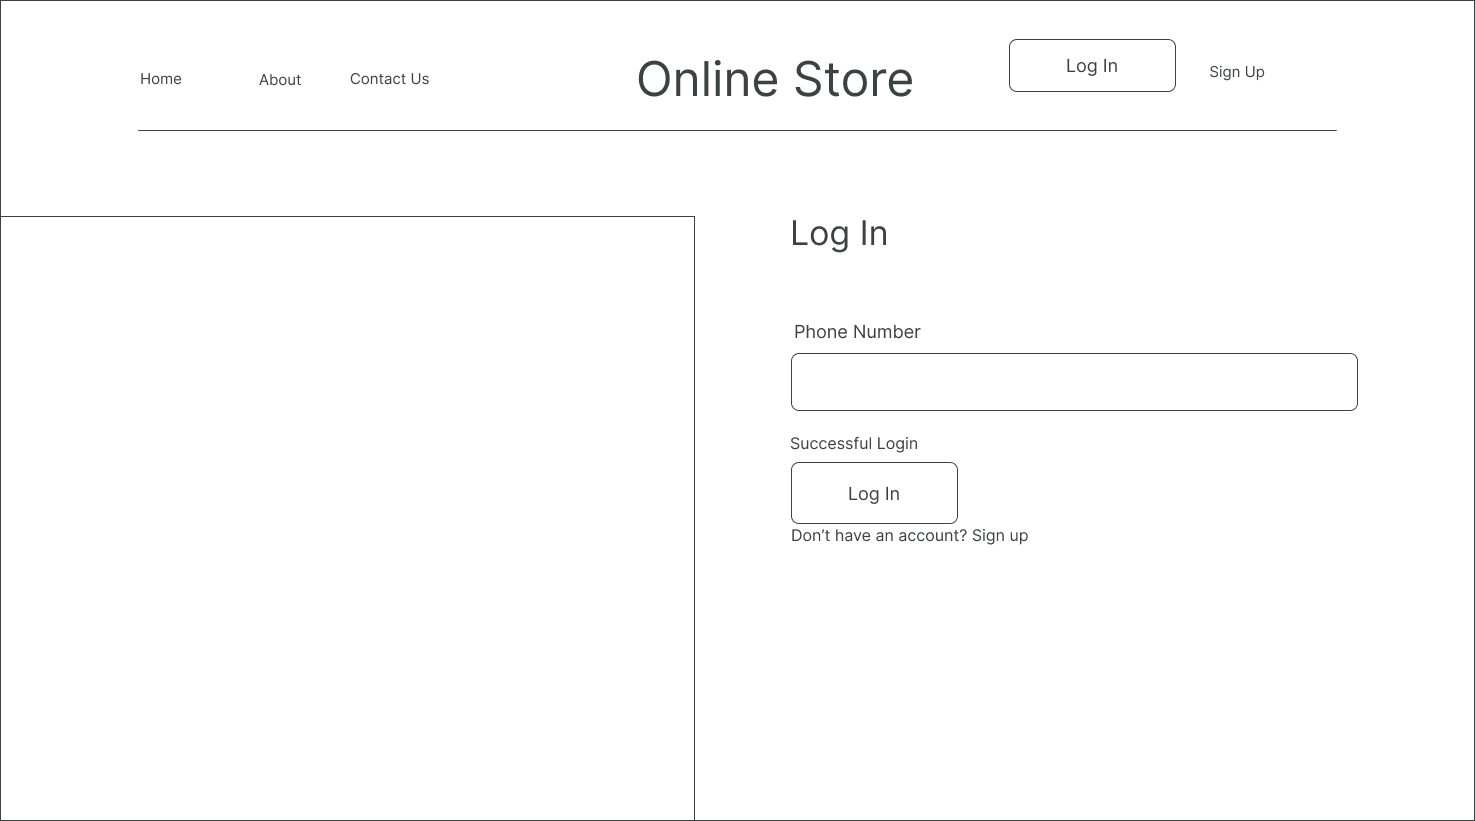 Home
About
Contact Us
Online Store
Log In
Sign Up
Log In
Phone Number
Successful Login
Log In
Don’t have an account? Sign up